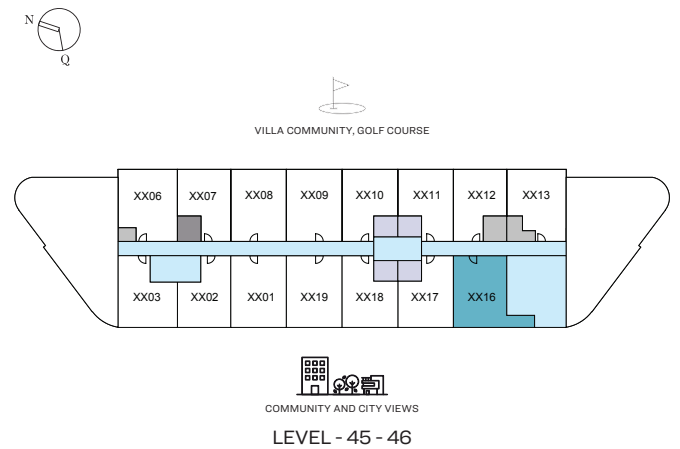 N
Q
VILLA COMMUNITY, GOLF COURSE
XX06 XX07 XX08 XX09 XX10 XX11 XX12 XX13
XX03 XX02 XX01 XX19 XX18 XX17 XX16
COMMUNITY AND CITY VIEWS
LEVEL - 45 - 46